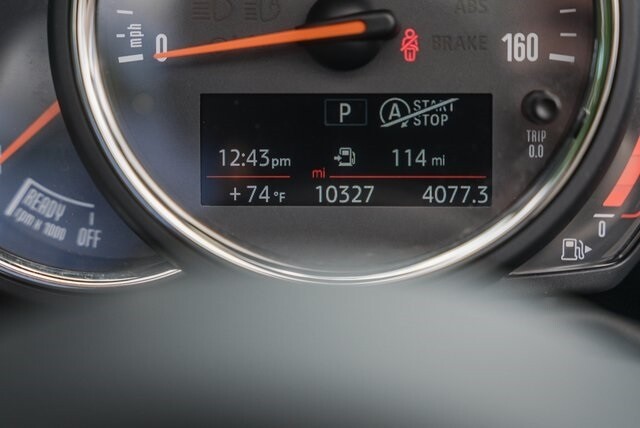 ABS
mph
0
BRAKE
160
P
A START STOP
12:43pm
114 mi
mi
+74 °F
10327
4077.3
TRIP
0.0
READY
rpm x 1000
OFF
0